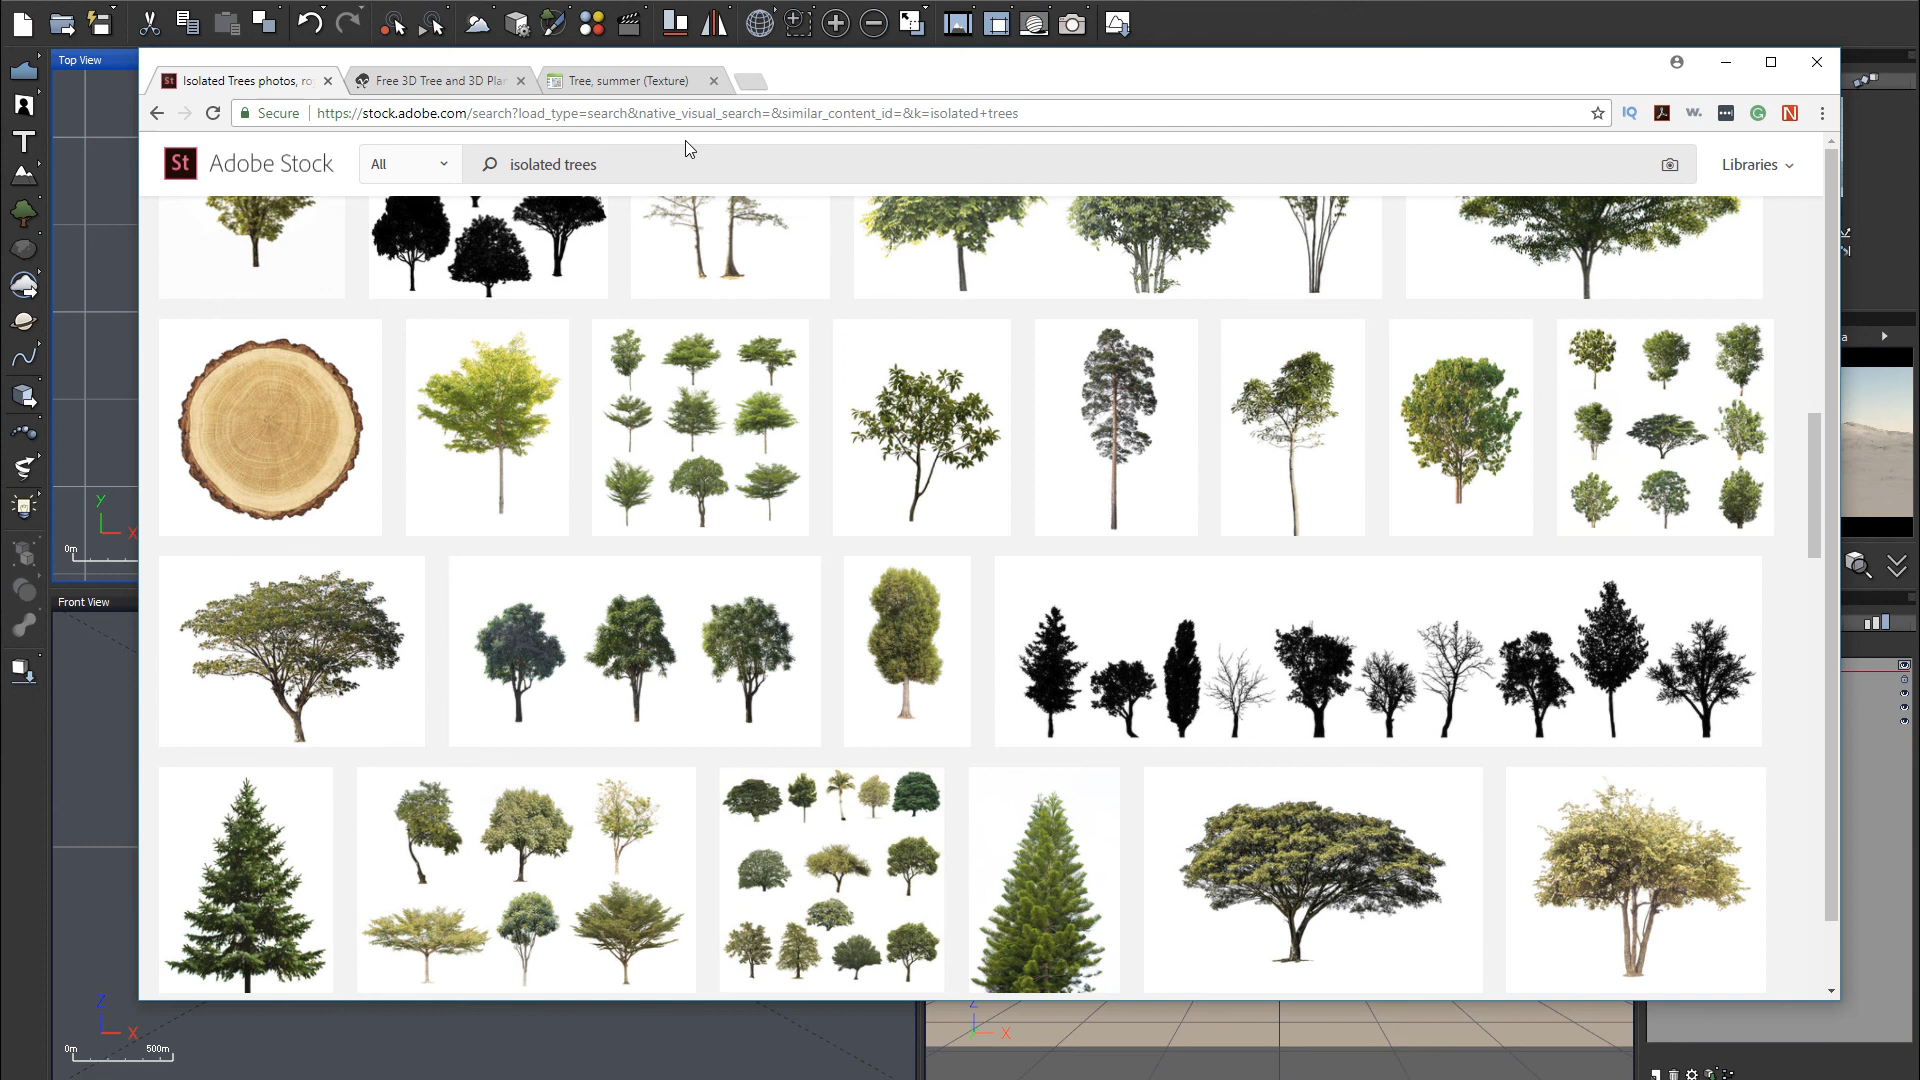 Top View
Isolated Trees photos, ro
Free 3D Tree and 3D Plan
Tree, summer (Texture)
Secure
https://stock.adobe.com/search?load_type=search&native_visual_search=&similar_content_id=&k=isolated+trees
IQ
w.
St Adobe Stock
All
isolated trees
Libraries
a
Y
X
0m
Front View
Z
X
0m
500m
Z
X